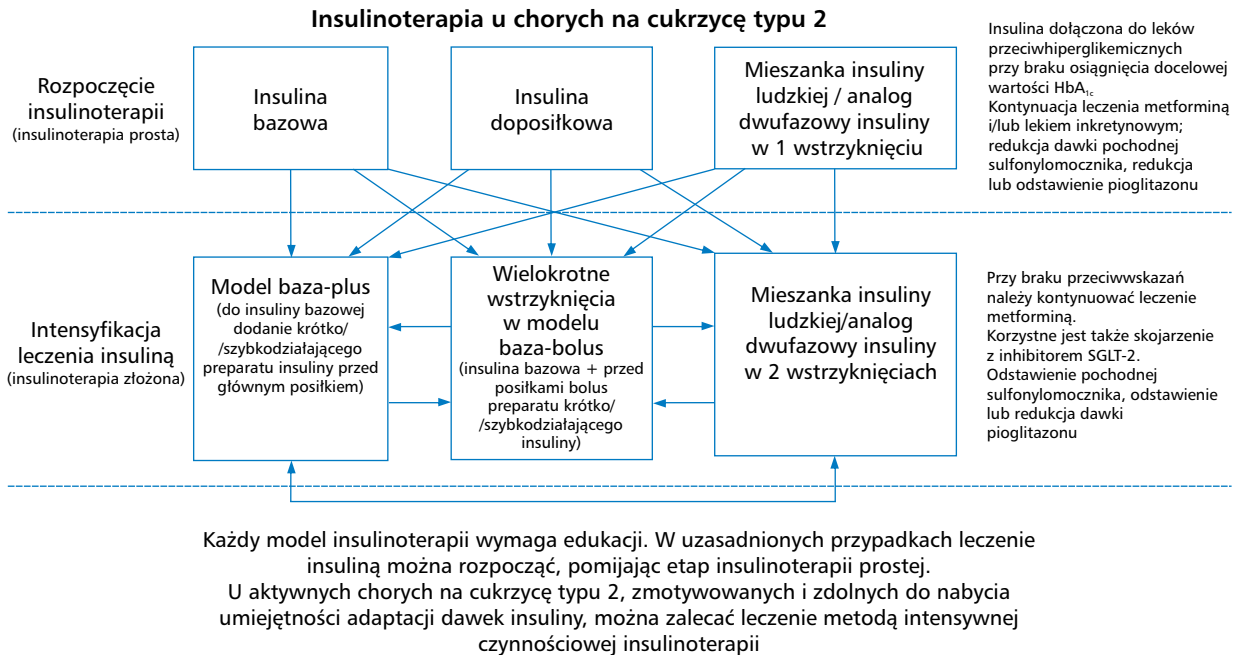 Insulinoterapia u chorych na cukrzycę typu 2
Rozpoczęcie
insulinoterapii
(insulinoterapia prosta)
Insulina
bazowa
Insulina
doposiłkowa
Mieszanka insuliny
ludzkiej / analog
dwufazowy insuliny
w 1 wstrzyknięciu
Insulina dołączona do leków
przeciwhiperglikemicznych
przy braku osiągnięcia docelowej
wartości HbA1c
Kontynuacja leczenia metforminą
i/lub lekiem inkretynowym;
redukcja dawki pochodnej
sulfonylomocznika, redukcja
lub odstawienie pioglitazonu
Intensyfikacja
leczenia insuliną
(insulinoterapia złożona)
Model baza-plus
(do insuliny bazowej
dodanie krótko/
/szybkodziałającego
preparatu insuliny przed
głównym posiłkiem)
Wielokrotne
wstrzyknięcia
w modelu
baza-bolus
(insulina bazowa + przed
posiłkami bolus
preparatu krótko/
/szybkodziałającego
insuliny)
Mieszanka insuliny
ludzkiej/analog
dwufazowy insuliny
w 2 wstrzyknięciach
Przy braku przeciwwskazań
należy kontynuować leczenie
metforminą.
Korzystne jest także skojarzenie
z inhibitorem SGLT-2.
Odstawienie pochodnej
sulfonylomocznika, odstawienie
lub redukcja dawki
pioglitazonu
Każdy model insulinoterapii wymaga edukacji. W uzasadnionych przypadkach leczenie
insuliną można rozpocząć, pomijając etap insulinoterapii prostej.
U aktywnych chorych na cukrzycę typu 2, zmotywowanych i zdolnych do nabycia
umiejętności adaptacji dawek insuliny, można zalecać leczenie metodą intensywnej
czynnościowej insulinoterapii